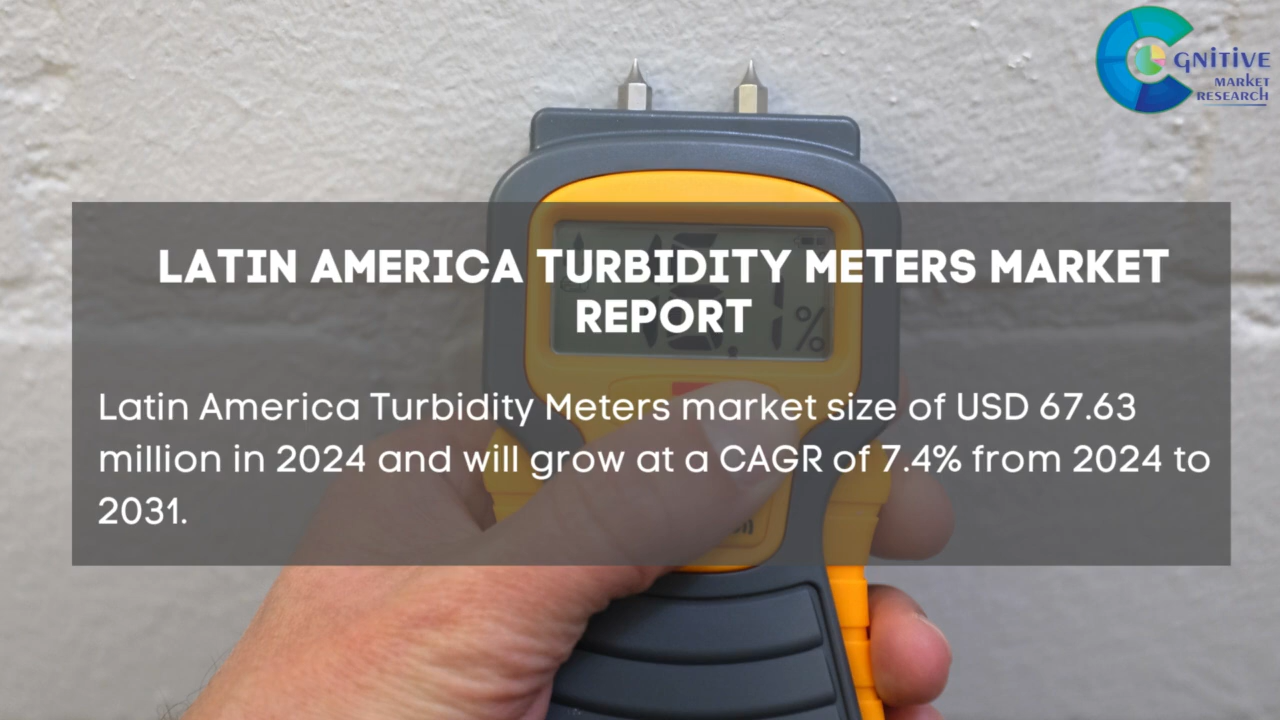 GNITIVE
MARKET
RESEARCH
LATIN AMERICA TURBIDITY METERS MARKET
REPORT
Latin America Turbidity Meters market size of USD 67.63
million in 2024 and will grow at a CAGR of 7.4% from 2024 to
2031.